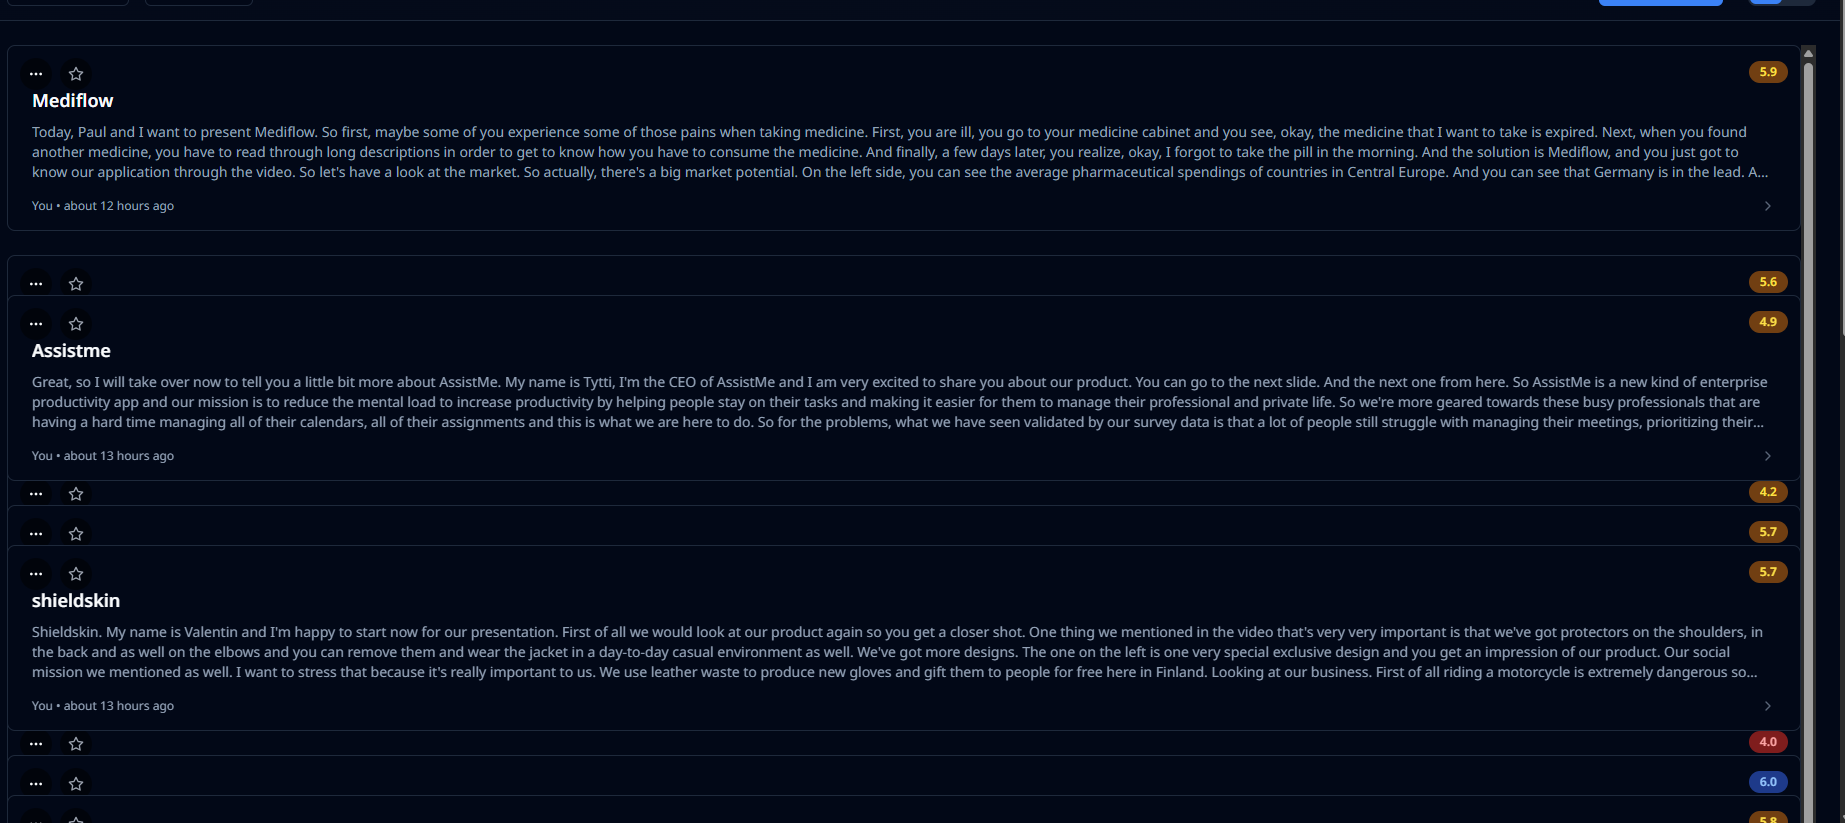 5.9
Mediflow
Today, Paul and I want to present Mediflow. So first, maybe some of you experience some of those pains when taking medicine. First, you are ill, you go to your medicine cabinet and you see, okay, the medicine that I want to take is expired. Next, when you found
another medicine, you have to read through long descriptions in order to get to know how you have to consume the medicine. And finally, a few days later, you realize, okay, I forgot to take the pill in the morning. And the solution is Mediflow, and you just got to
know our application through the video. So let's have a look at the market. So actually, there's a big market potential. On the left side, you can see the average pharmaceutical spendings of countries in Central Europe. And you can see that Germany is in the lead. A...
You • about 12 hours ago
5.6
4.9
Assistme
Great, so I will take over now to tell you a little bit more about AssistMe. My name is Tytti, I'm the CEO of AssistMe and I am very excited to share you about our product. You can go to the next slide. And the next one from here. So AssistMe is a new kind of enterprise
productivity app and our mission is to reduce the mental load to increase productivity by helping people stay on their tasks and making it easier for them to manage their professional and private life. So we're more geared towards these busy professionals that are
having a hard time managing all of their calendars, all of their assignments and this is what we are here to do. So for the problems, what we have seen validated by our survey data is that a lot of people still struggle with managing their meetings, prioritizing their...
You • about 13 hours ago
4.2
5.7
5.7
shieldskin
Shieldskin. My name is Valentin and I'm happy to start now for our presentation. First of all we would look at our product again so you get a closer shot. One thing we mentioned in the video that's very very important is that we've got protectors on the shoulders, in
the back and as well on the elbows and you can remove them and wear the jacket in a day-to-day casual environment as well. We've got more designs. The one on the left is one very special exclusive design and you get an impression of our product. Our social
mission we mentioned as well. I want to stress that because it's really important to us. We use leather waste to produce new gloves and gift them to people for free here in Finland. Looking at our business. First of all riding a motorcycle is extremely dangerous so...
You • about 13 hours ago
4.0
6.0
5.8